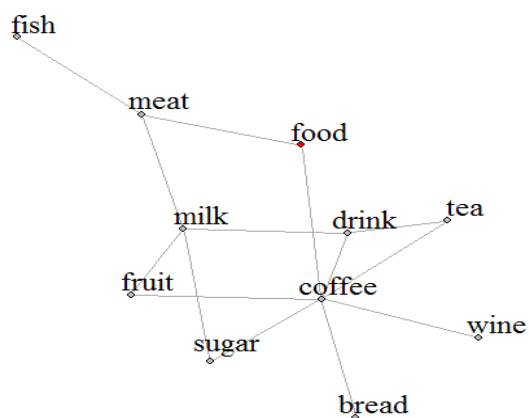 fish
meat
food
tea
milk
drink
fruit
coffee
wine
sugar
bread